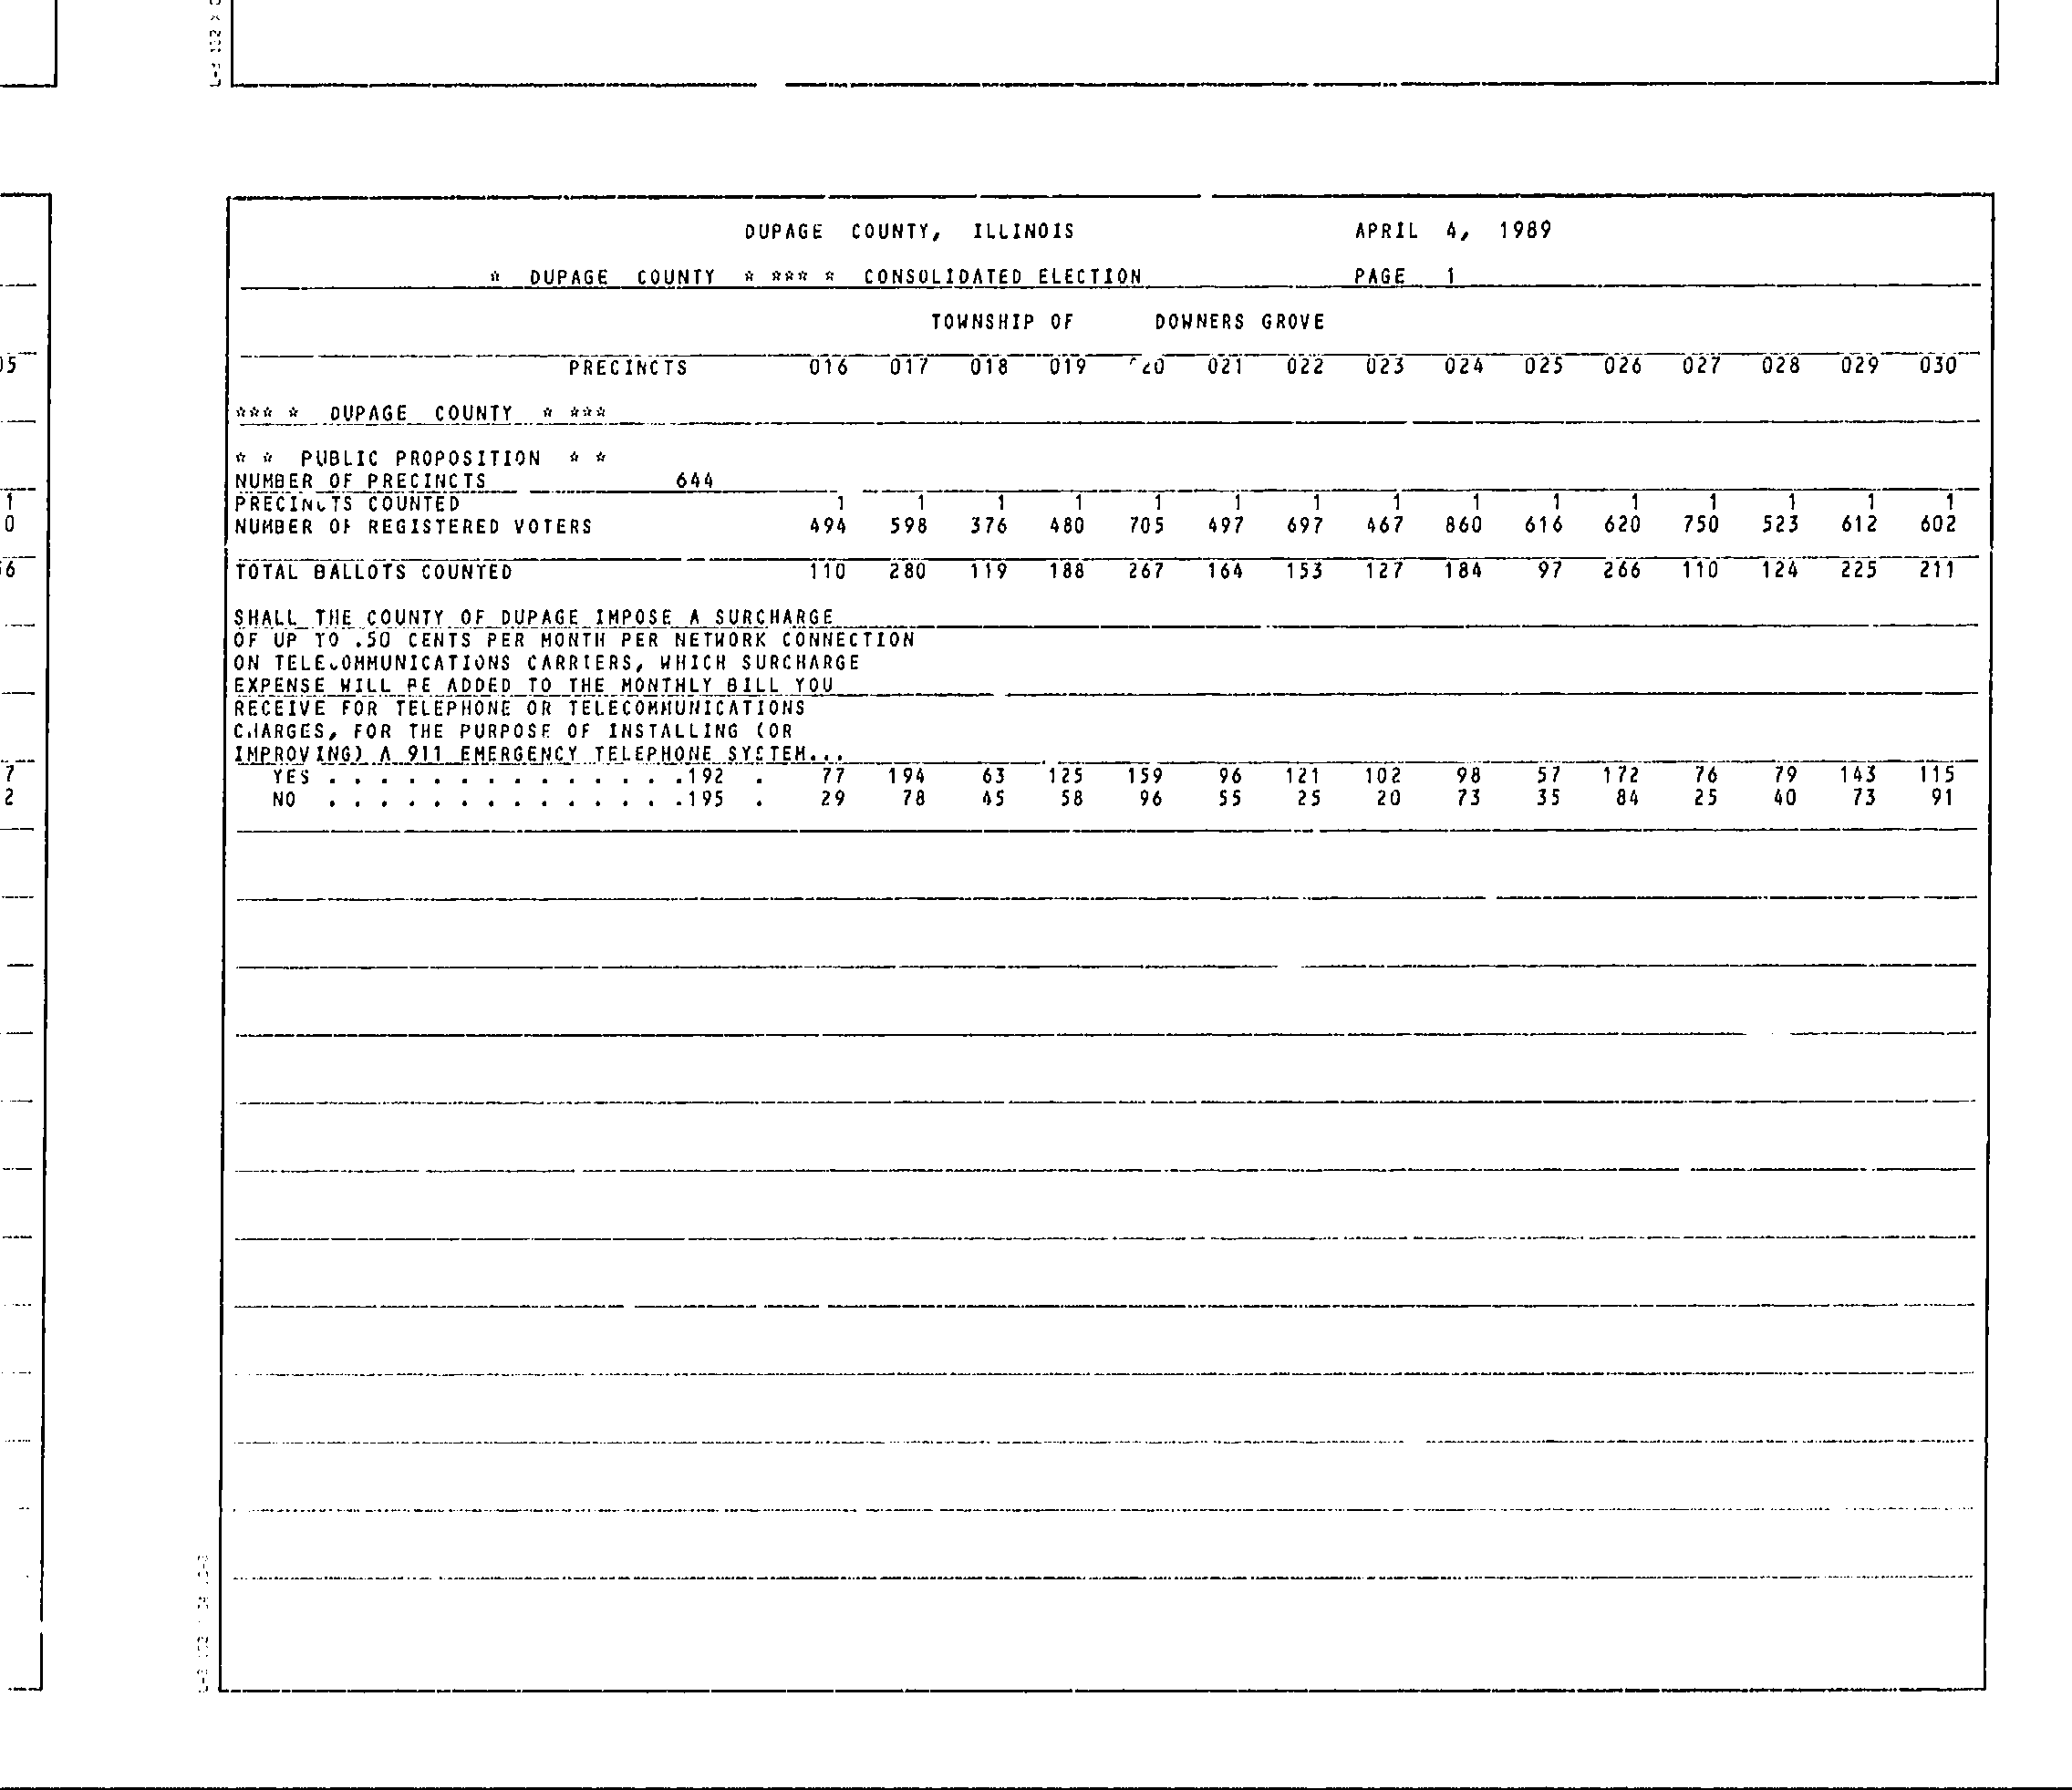 DUPAGE COUNTY, ILLINOIS APRIL 4, 1989
* DUPAGE COUNTY * *** * CONSOLIDATED ELECTION PAGE 1
TOWNSHIP OF DOWNERS GROVE
PRECINCTS 016 017 018 019 020 021 022 023 024 025 026 027 028 029 030
*** * DUPAGE COUNTY * ***
* * PUBLIC PROPOSITION * *
NUMBER OF PRECINCTS 644
PRECINCTS COUNTED 1 1 1 1 1 1 1 1 1 1 1 1 1 1 1
NUMBER OF REGISTERED VOTERS 494 598 376 480 705 497 697 467 860 616 620 750 523 612 602
TOTAL BALLOTS COUNTED 110 280 119 188 267 164 153 127 184 97 266 110 124 225 211
SHALL THE COUNTY OF DUPAGE IMPOSE A SURCHARGE
OF UP TO .50 CENTS PER MONTH PER NETWORK CONNECTION
ON TELECOMMUNICATIONS CARRIERS, WHICH SURCHARGE
EXPENSE WILL BE ADDED TO THE MONTHLY BILL YOU
RECEIVE FOR TELEPHONE OR TELECOMMUNICATIONS
CHARGES, FOR THE PURPOSE OF INSTALLING (OR
IMPROVING) A 911 EMERGENCY TELEPHONE SYSTEM...
YES . . . . . . . . . . . . . .192 . 77 194 63 125 159 96 121 102 98 57 172 76 79 143 115
NO . . . . . . . . . . . . . .195 . 29 78 45 58 96 55 25 20 73 35 84 25 40 73 91